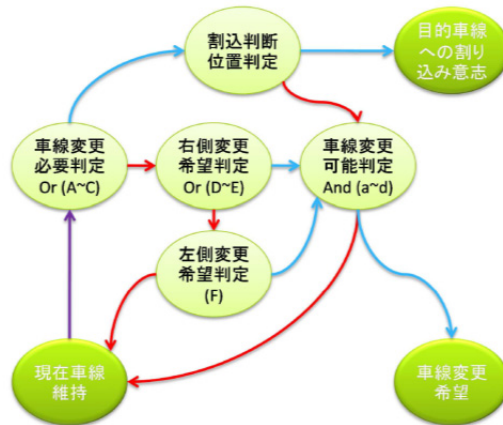 割込判断
位置判定
目的車線
への割り
込み意志
車線変更
必要判定
Or (A~C)
右側変更
希望判定
Or (D~E)
車線変更
可能判定
And (a~d)
左側変更
希望判定
(F)
現在車線
維持
車線変更
希望